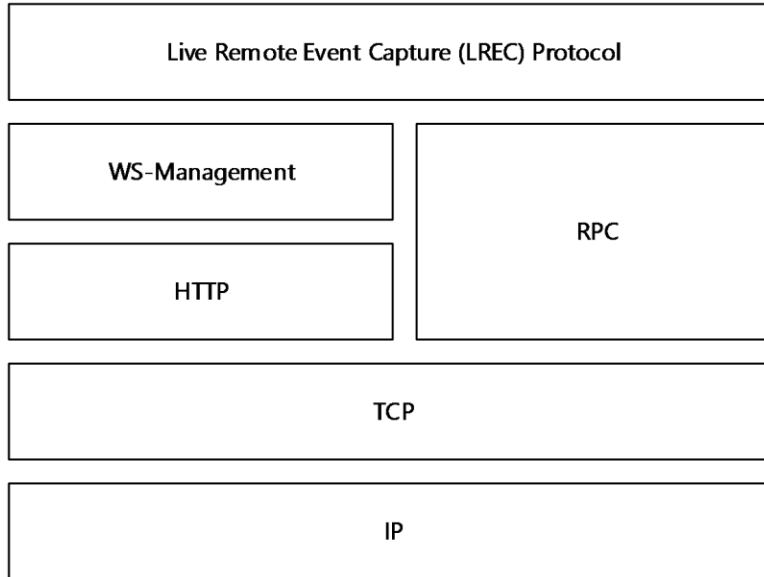 Live Remote Event Capture (LREC) Protocol
WS-Management
RPC
HTTP
TCP
IP